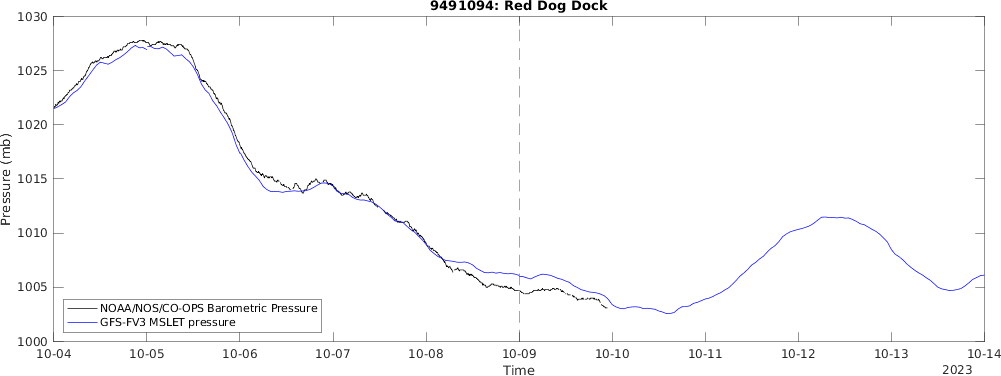 9491094: Red Dog Dock
Pressure (mb)
1030
1025
1020
1015
1010
1005
1000
NOAA/NOS/CO-OPS Barometric Pressure
GFS-FV3 MSLET pressure
10-04 10-05 10-06 10-07 10-08 10-09 10-10 10-11 10-12 10-13 10-14
Time
2023